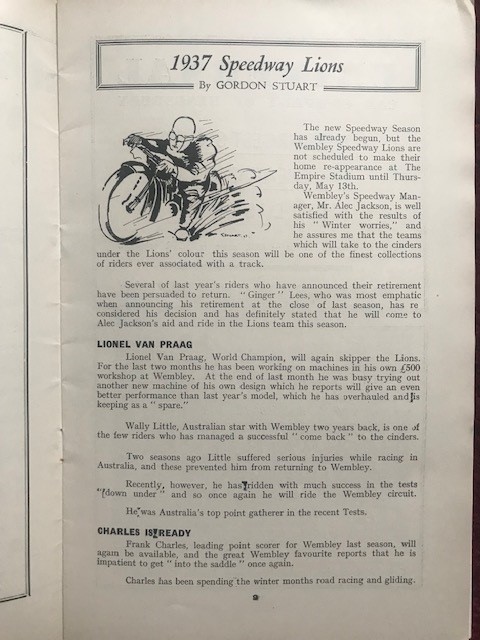 1937 Speedway Lions
By GORDON STUART
The new Speedway Season
has already begun, but the
Wembley Speedway Lions are
not scheduled to make their
home re-appearance at The
Empire Stadium until Thurs-
day, May 13th.
Wembley's Speedway Man-
ager, Mr. Alec Jackson, is well
satisfied with the results of
his " Winter worries," and
he assures me that the teams
which will take to the cinders
under the Lions' colour this season will be one of the finest collections
of riders ever associated with a track.
Several of last year's riders who have announced their retirement
have been persuaded to return. " Ginger " Lees, who was most emphatic
when announcing his retirement at the close of last season, has re
considered his decision and has definitely stated that he will come to
Alec Jackson's aid and ride in the Lions team this season.
LIONEL VAN PRAAG
Lionel Van Praag, World Champion, will again skipper the Lions.
For the last two months he has been working on machines in his own £500
workshop at Wembley. At the end of last month he was busy trying out
another new machine of his own design which he reports will give an even
better performance than last year's model, which he has overhauled and is
keeping as a " spare."
Wally Little, Australian star with Wembley two years back, is one of
the few riders who has managed a successful " come back " to the cinders.
Two seasons ago Little suffered serious injuries while racing in
Australia, and these prevented him from returning to Wembley.
Recently, however, he has ridden with much success in the tests
" down under " and so once again he will ride the Wembley circuit.
He was Australia's top point gatherer in the recent Tests.
CHARLES IS READY
Frank Charles, leading point scorer for Wembley last season, will
again be available, and the great Wembley favourite reports that he is
impatient to get " into the saddle " once again.
Charles has been spending the winter months road racing and gliding.
9